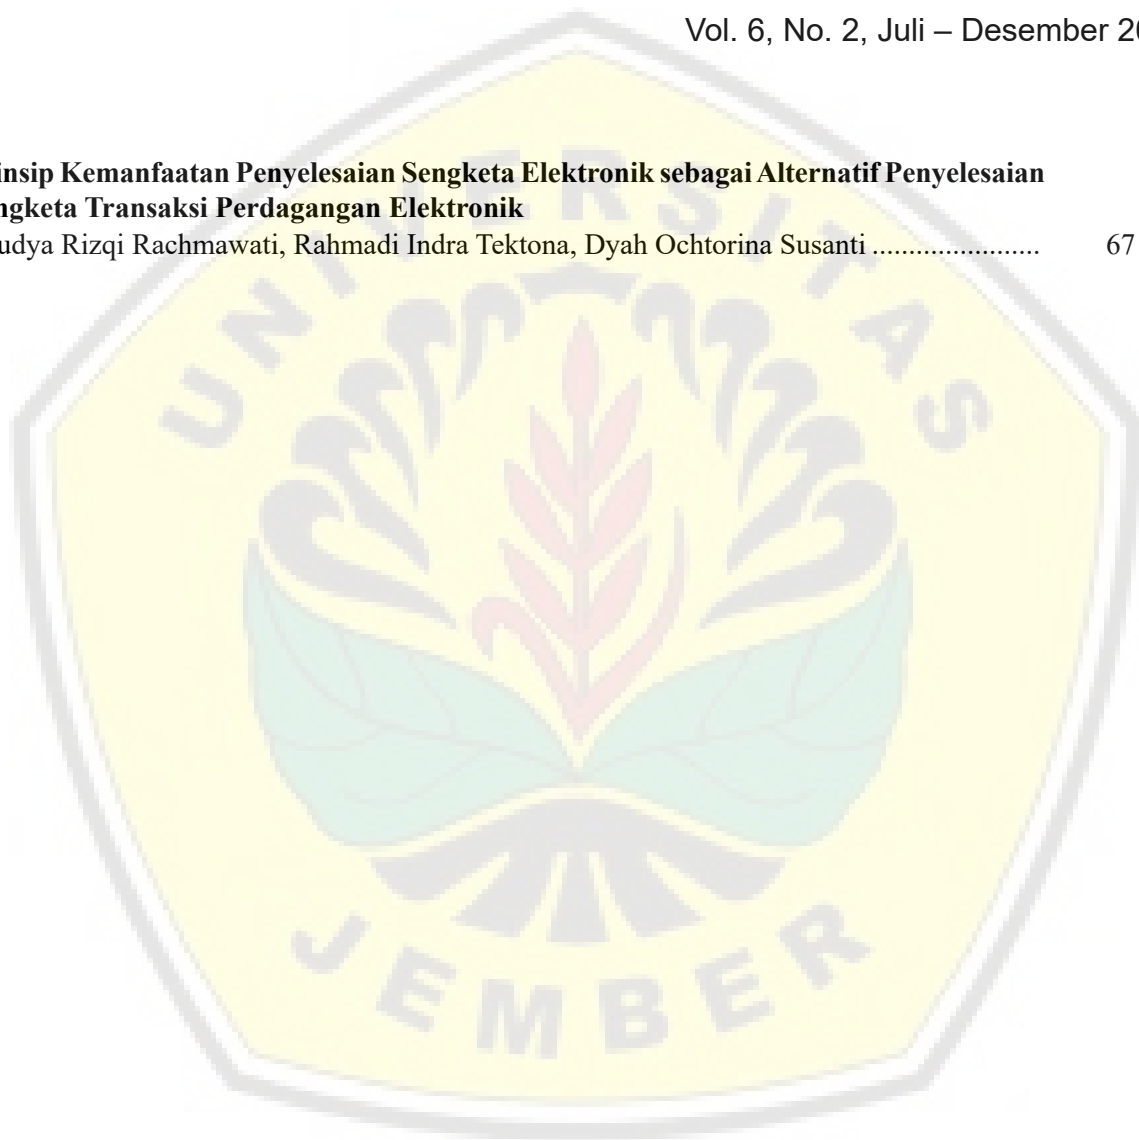 Vol. 6, No. 2, Juli – Desember 20
insip Kemanfaatan Penyelesaian Sengketa Elektronik sebagai Alternatif Penyelesaian
ngketa Transaksi Perdagangan Elektronik
udya Rizqi Rachmawati, Rahmadi Indra Tektona, Dyah Ochtorina Susanti ....................... 67
UNIVERSITAS
JEMBER